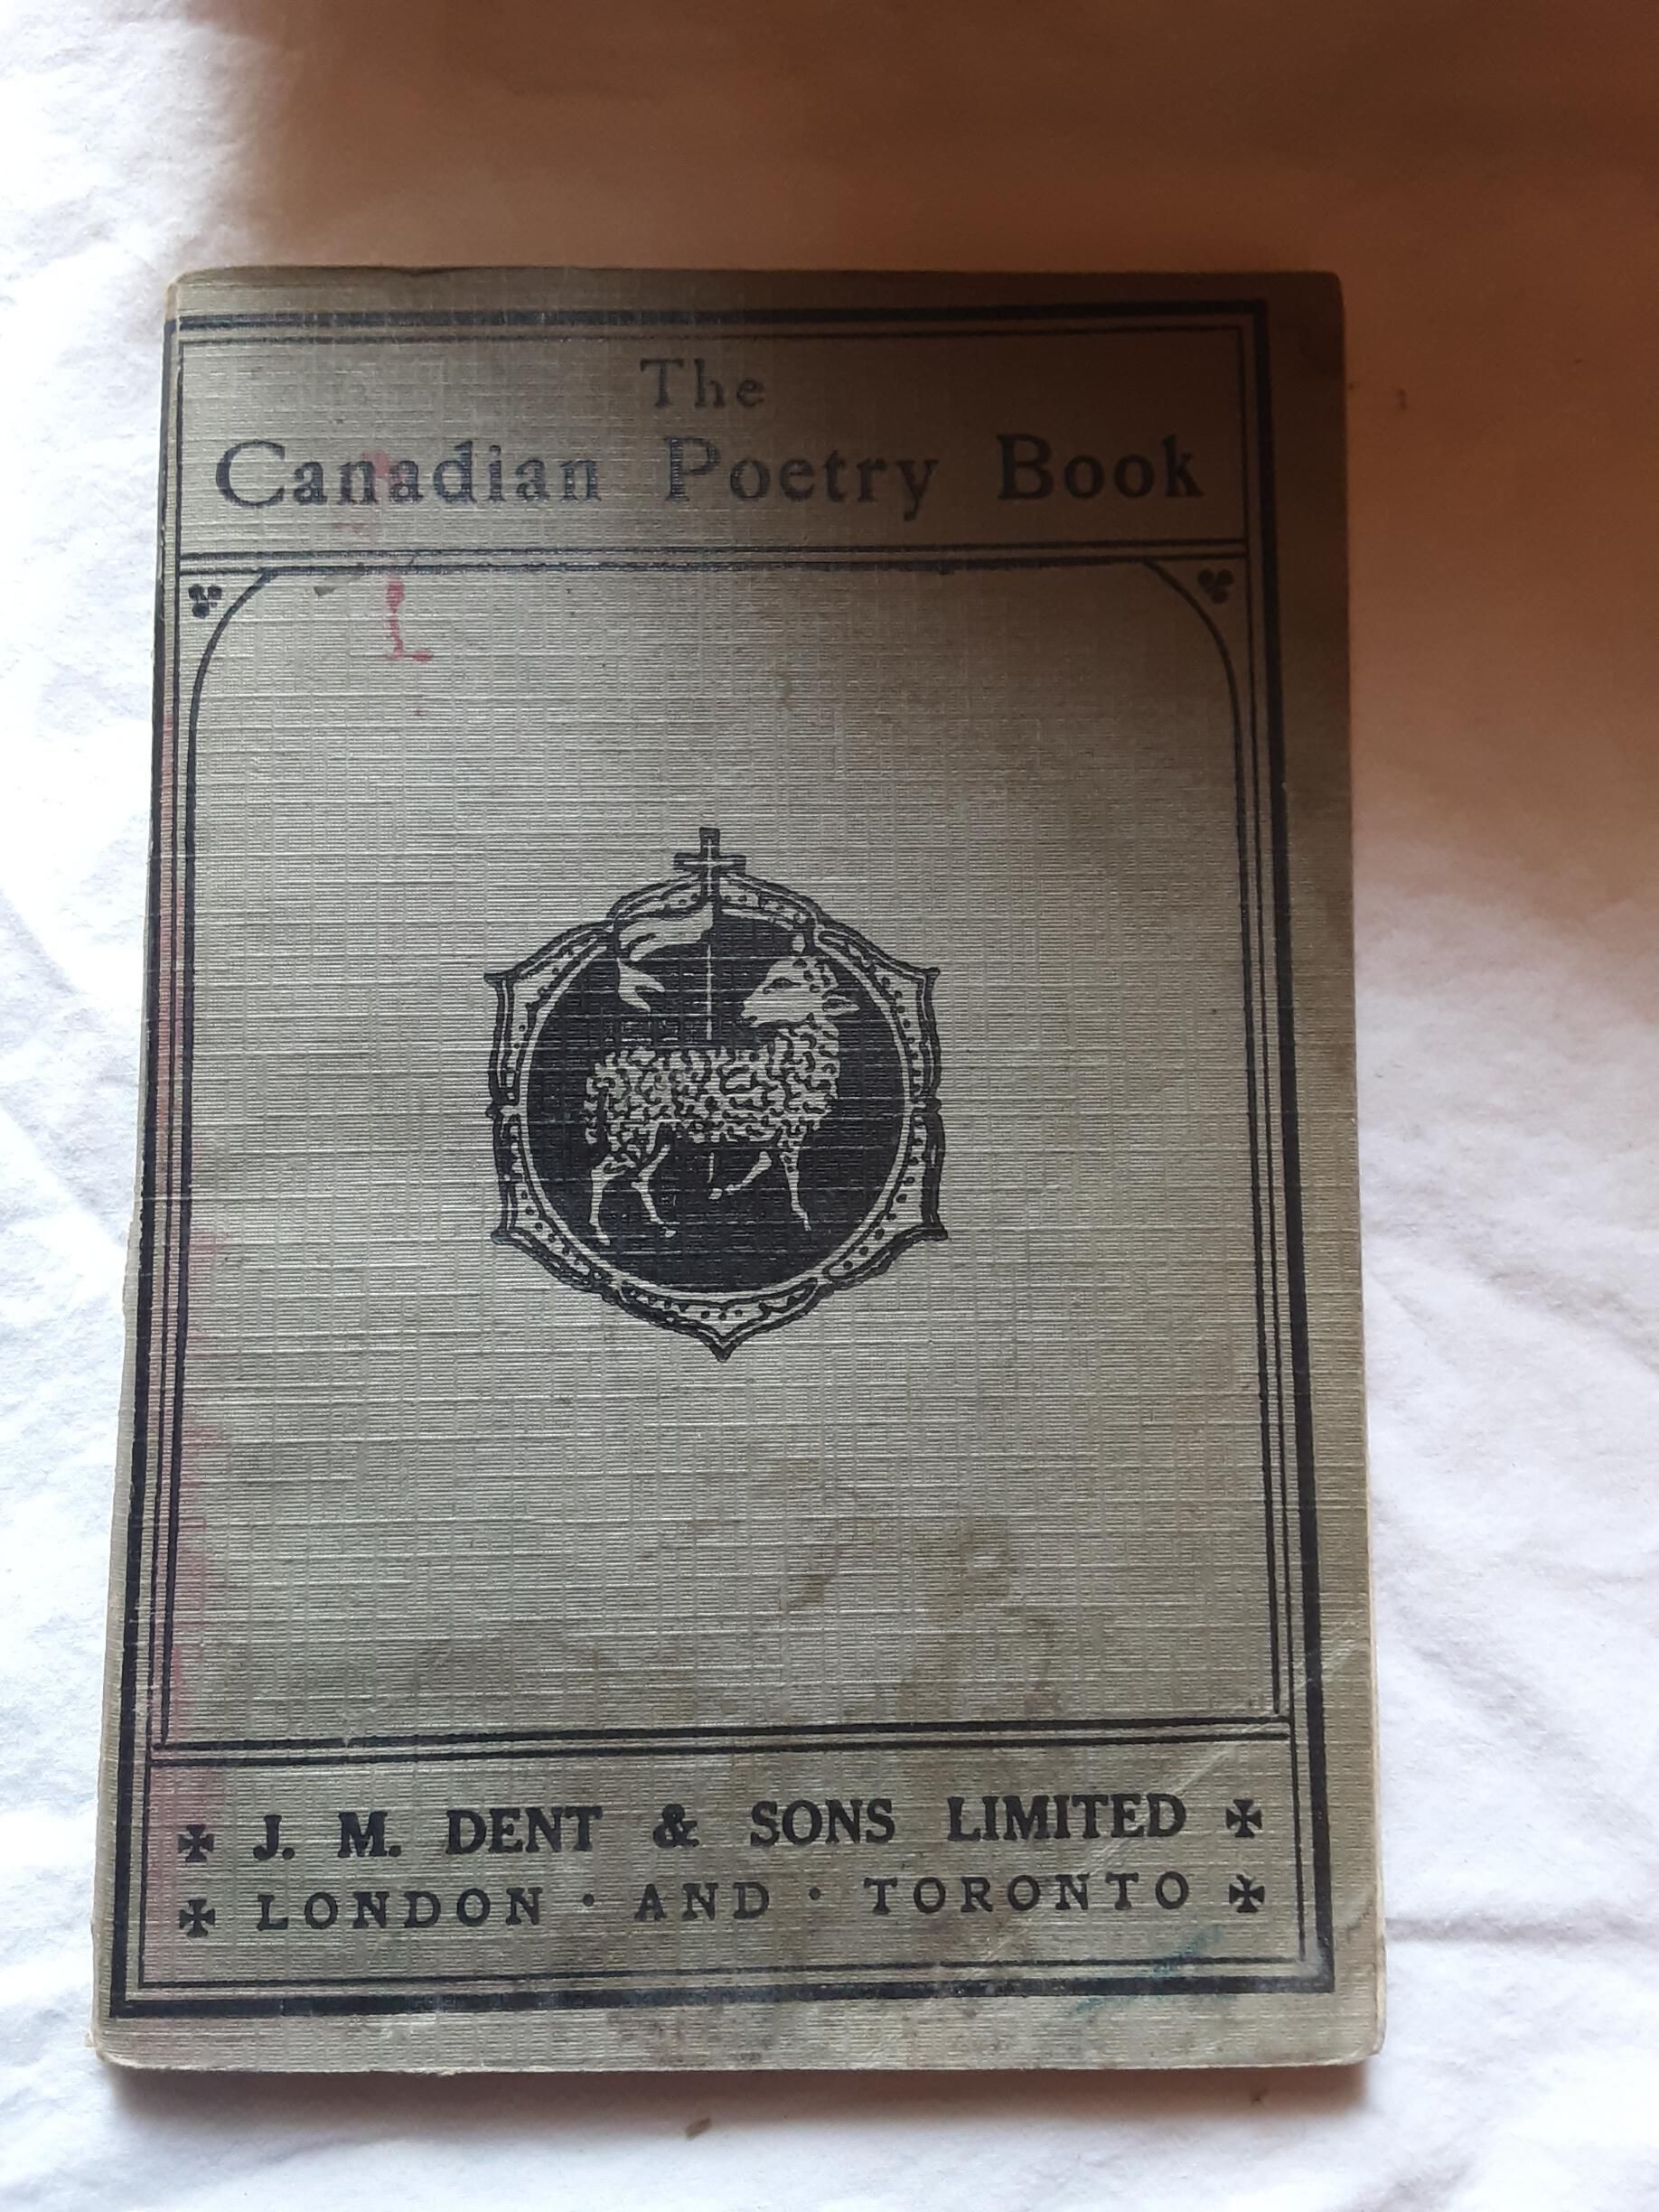 The
Canadian Poetry Book
J. M. DENT & SONS LIMITED
LONDON · AND · TORONTO